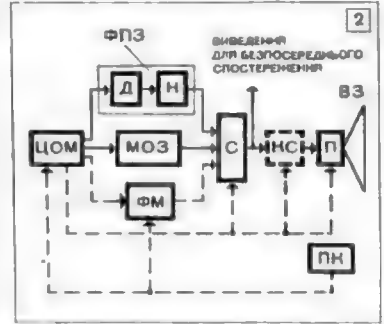 2
ФПЗ
ВИВЕДЕННЯ
ДЛЯ БЕЗПОСЕРЕДНЬОГО
СПОСТЕРЕЖЕННЯ
Д
Н
ВЗ
ЦОМ
МОЗ
С
НС
П
ФМ
ПК